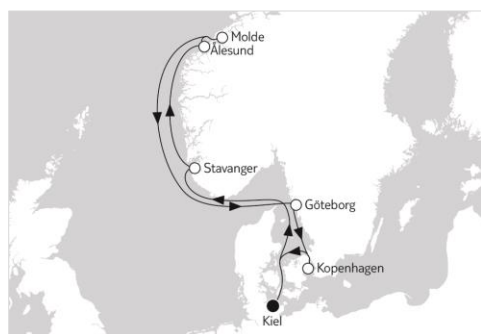 Molde
Ålesund
Stavanger
Göteborg
Kopenhagen
Kiel